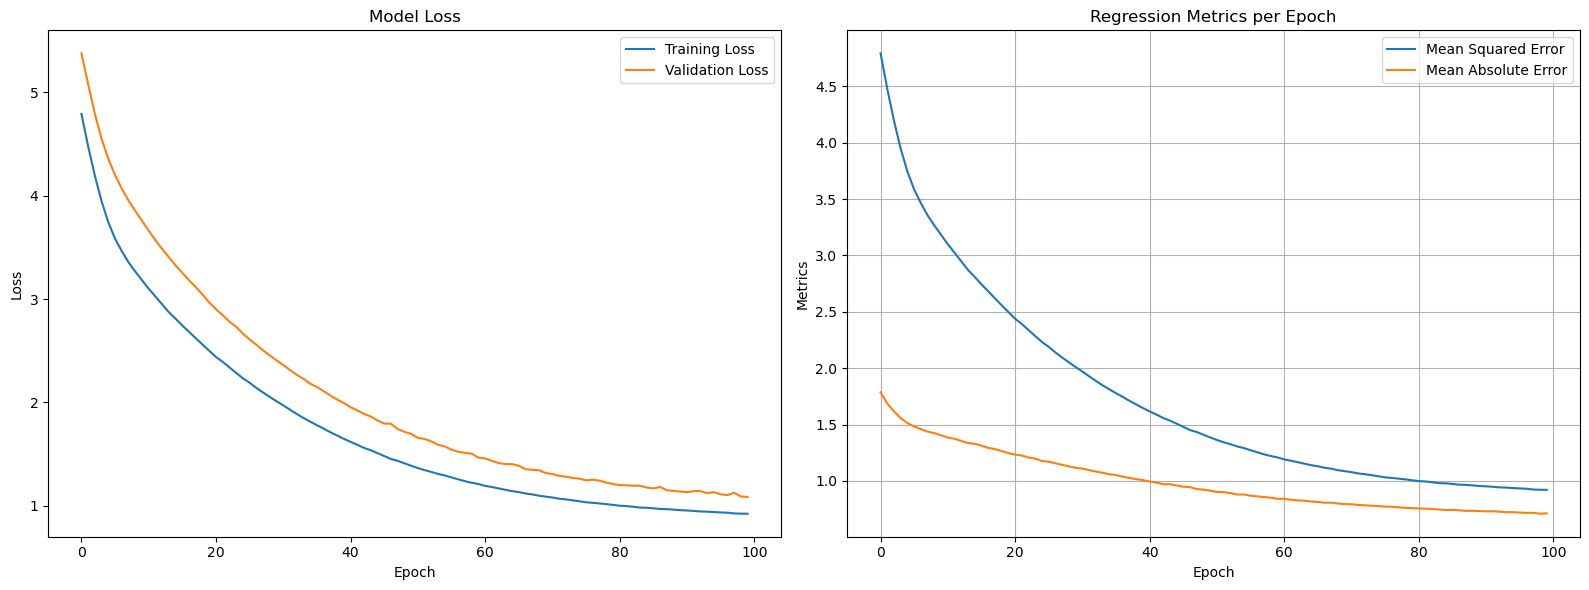 Model Loss
Training Loss
Validation Loss
5
4
3
2
1
Loss
0
20
40
60
80
100
Epoch
Regression Metrics per Epoch
Mean Squared Error
Mean Absolute Error
4.5
4.0
3.5
3.0
2.5
2.0
1.5
1.0
Metrics
0
20
40
60
80
100
Epoch